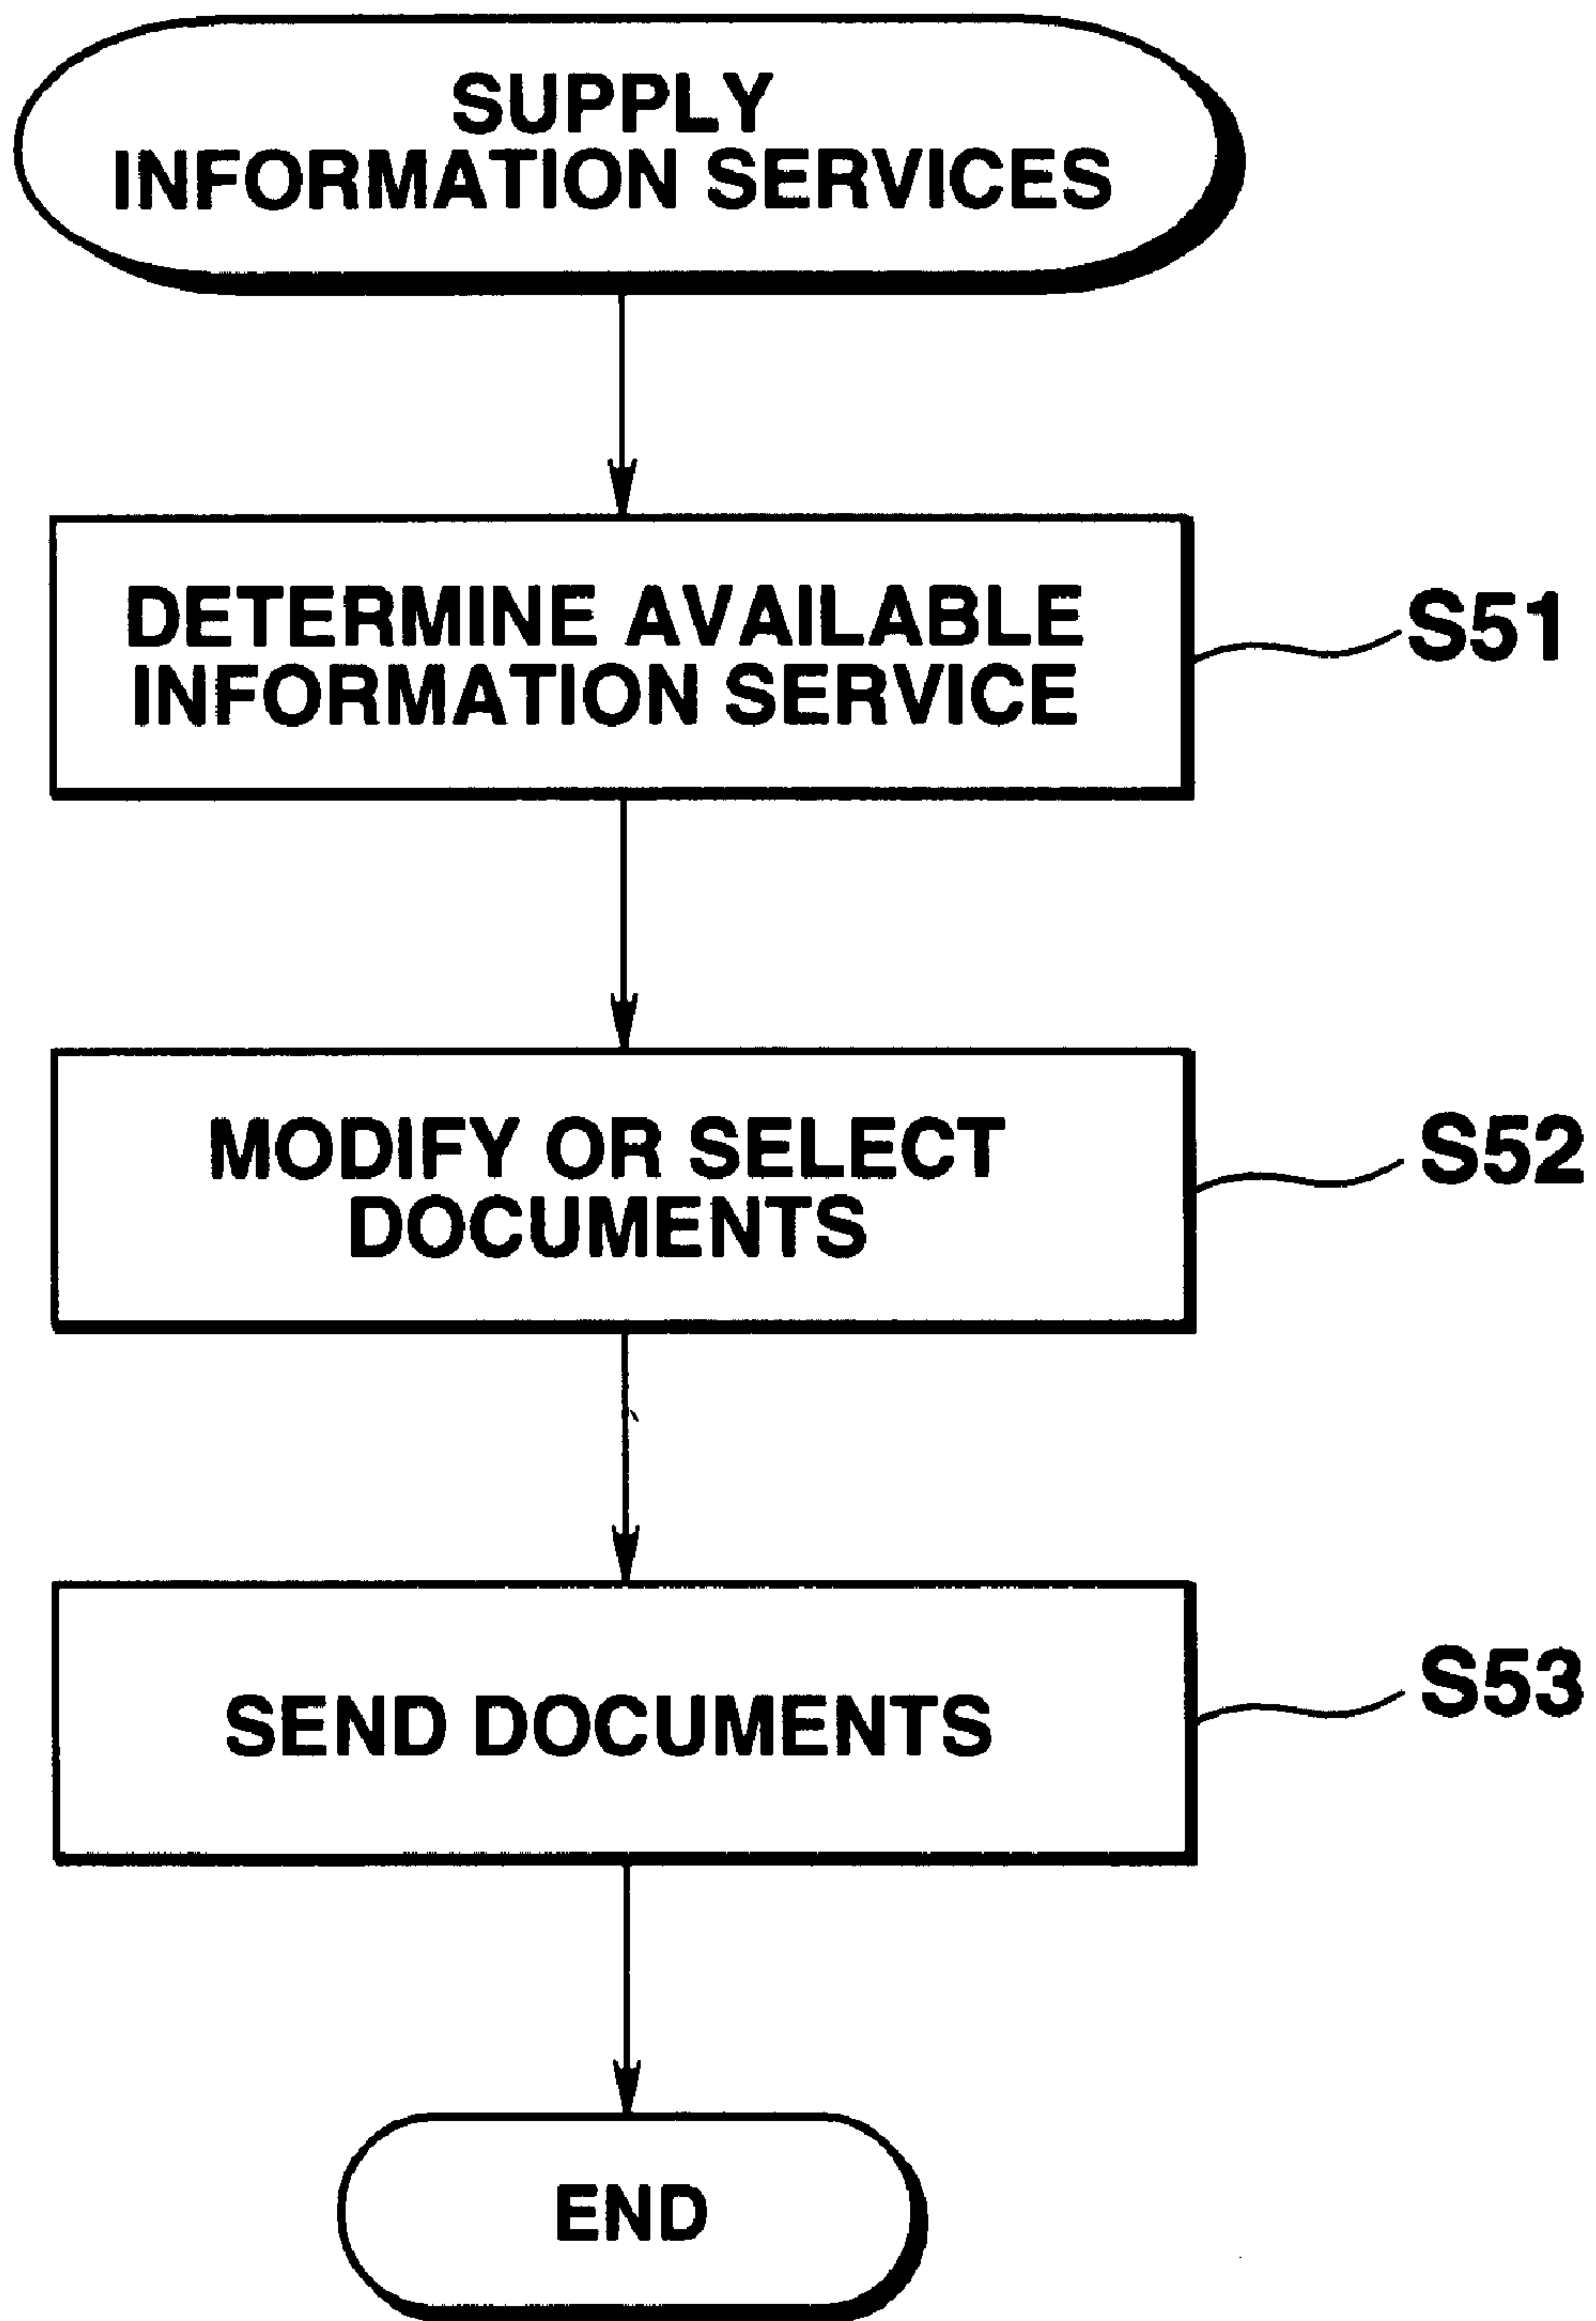 SUPPLY
INFORMATION SERVICES
DETERMINE AVAILABLE
INFORMATION SERVICE
S51
MODIFY OR SELECT
DOCUMENTS
S52
SEND DOCUMENTS
S53
END